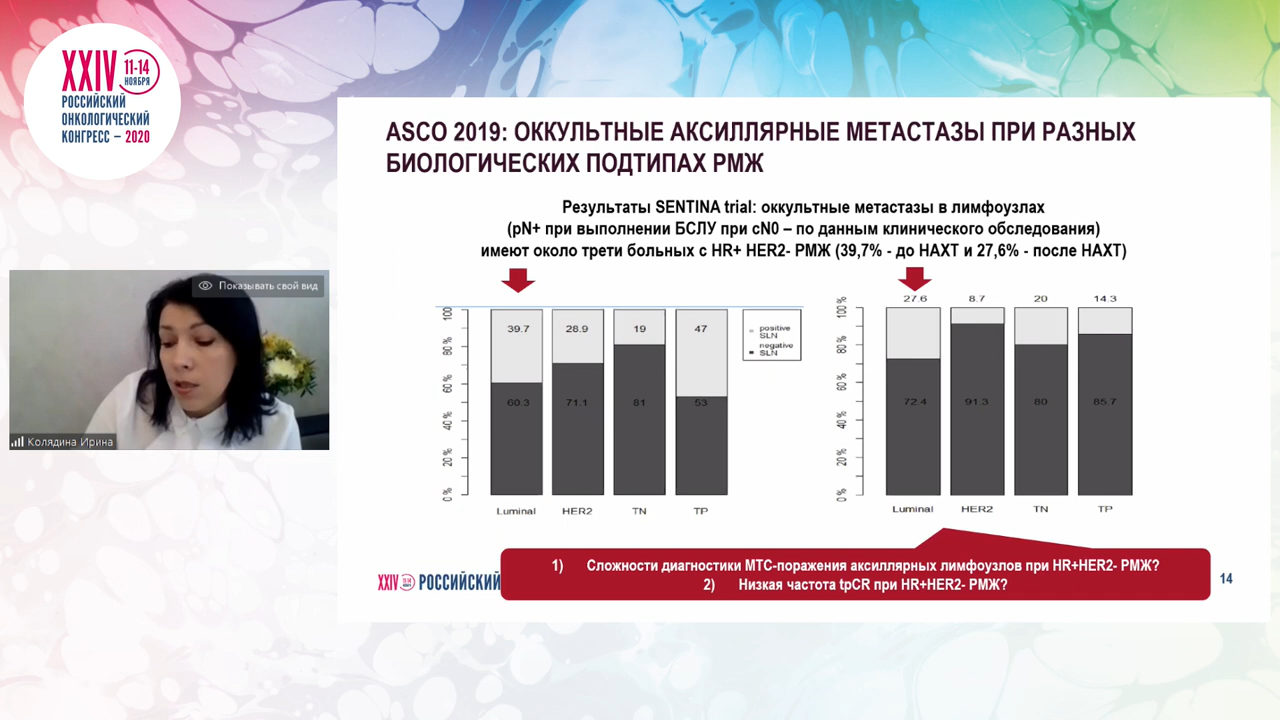 XXIV
11-14
НОЯБРЯ
РОССИЙСКИЙ
ОНКОЛОГИЧЕСКИЙ
КОНГРЕСС – 2020
ASCO 2019: ОККУЛЬТНЫЕ АКСИЛЛЯРНЫЕ МЕТАСТАЗЫ ПРИ РАЗНЫХ
БИОЛОГИЧЕСКИХ ПОДТИПАХ РМЖ
Результаты SENTINA trial: оккультные метастазы в лимфоузлах
(pN+ при выполнении БСЛУ при cN0 – по данным клинического обследования)
имеют около трети больных с HR+ HER2- РМЖ (39,7% - до НАХТ и 27,6% - после НАХТ)
Показывать свой вид
Колядина Ирина
100
80 %
60 %
40 %
20 %
0 %
39.7
28.9
19
47
60.3
71.1
81
53
Luminal
HER2
TN
TP
positive
SLN
negative
SLN
27.6
8.7
20
14.3
100 %
80 %
60 %
40 %
20 %
0 %
72.4
91.3
80
85.7
Luminal
HER2
TN
TP
1) Сложности диагностики МТС-поражения аксиллярных лимфоузлов при HR+HER2- РМЖ?
2) Низкая частота tpCR при HR+HER2- РМЖ?
XXIV
11-14
РОССИЙСКИЙ
14